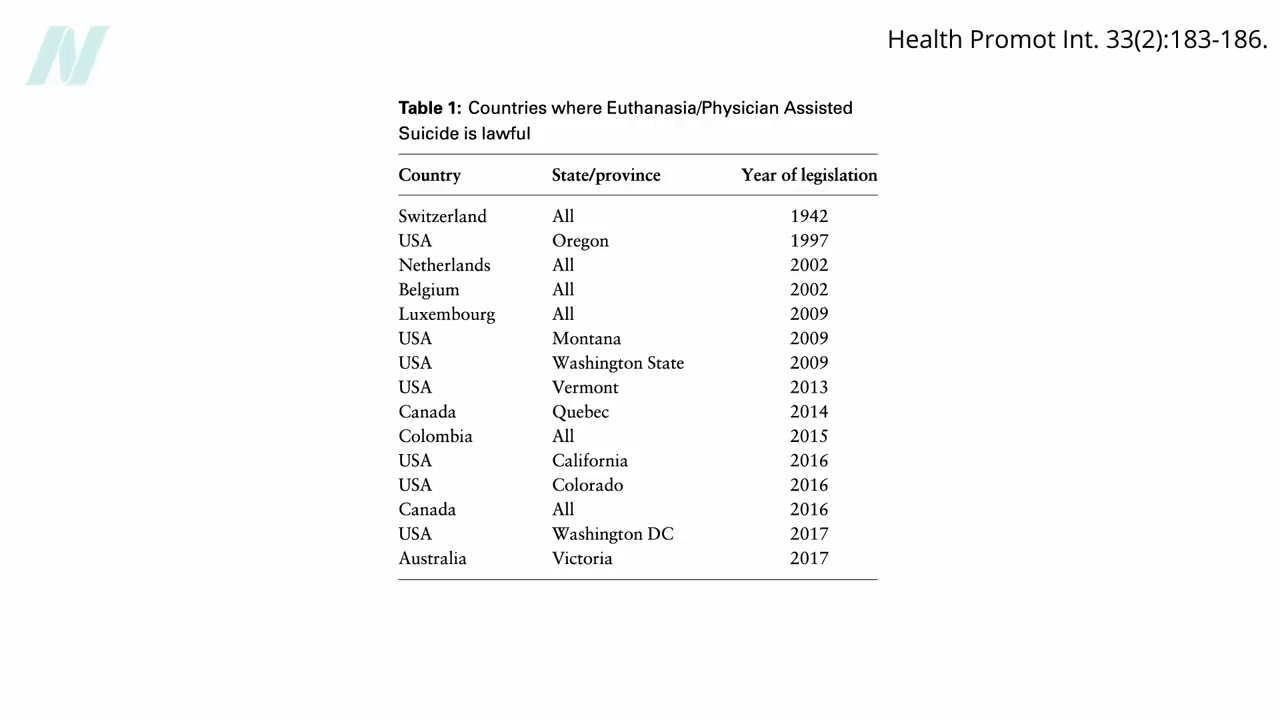 Health Promot Int. 33(2):183-186.
Table 1: Countries where Euthanasia/Physician Assisted
Suicide is lawful
Country State/province Year of legislation
Switzerland All 1942
USA Oregon 1997
Netherlands All 2002
Belgium All 2002
Luxembourg All 2009
USA Montana 2009
USA Washington State 2009
USA Vermont 2013
Canada Quebec 2014
Colombia All 2015
USA California 2016
USA Colorado 2016
Canada All 2016
USA Washington DC 2017
Australia Victoria 2017